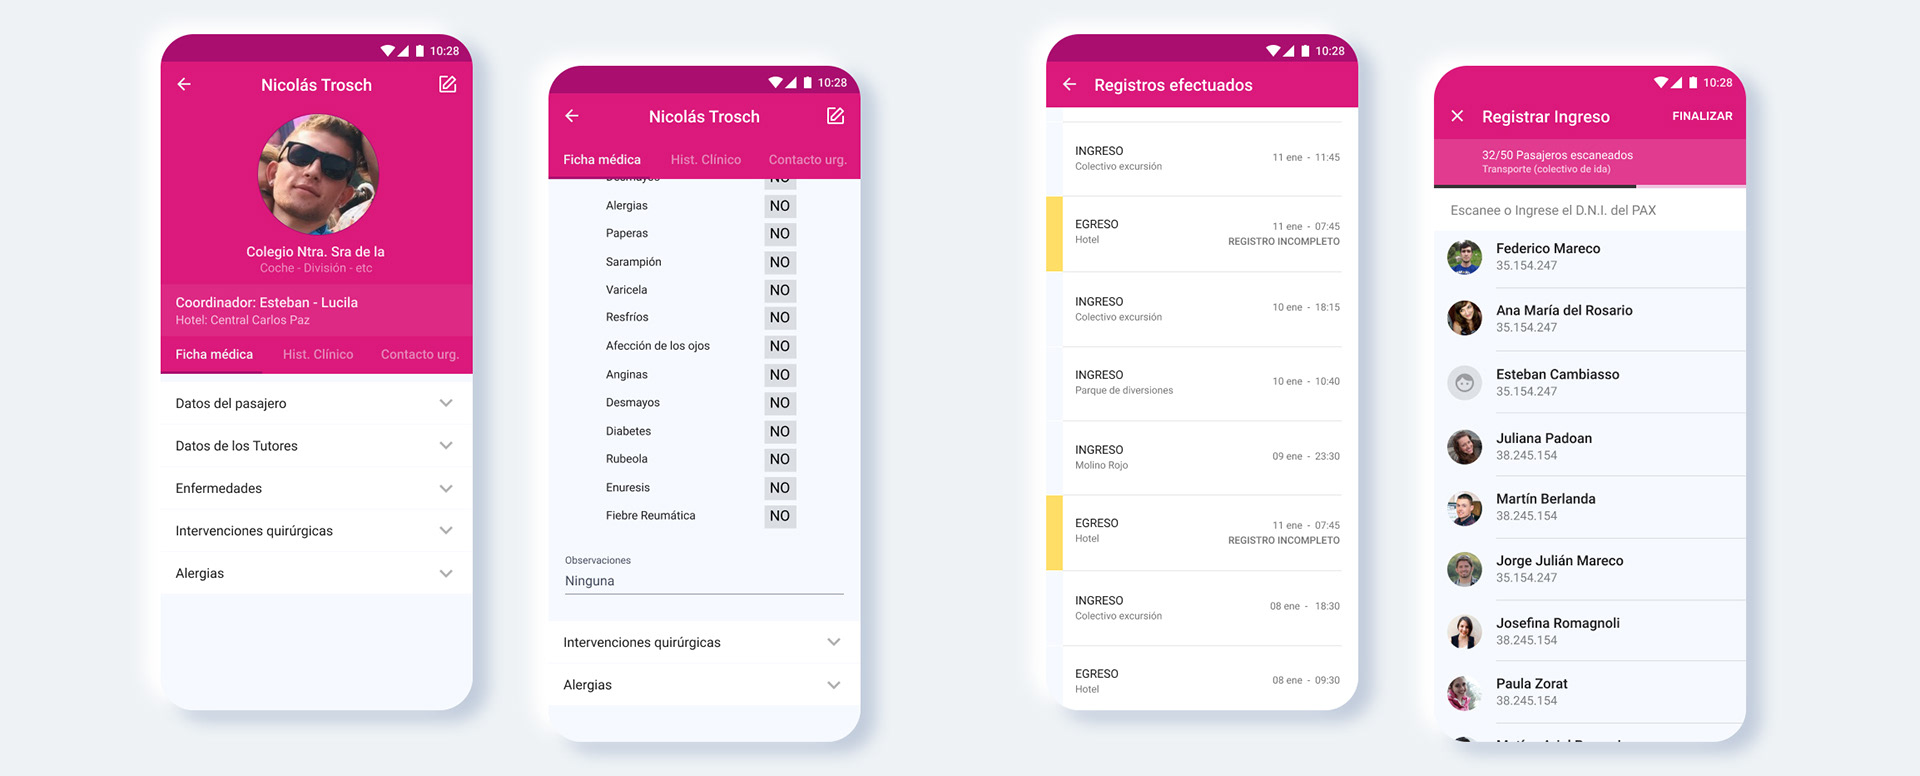 10:28
Nicolás Trosch
Colegio Ntra. Sra de la
Coche - División - etc
Coordinador: Esteban - Lucila
Hotel: Central Carlos Paz
Ficha médica Hist. Clínico Contacto urg.
Datos del pasajero
Datos de los Tutores
Enfermedades
Intervenciones quirúrgicas
Alergias
10:28
Nicolás Trosch
Ficha médica Hist. Clínico Contacto urg.
Desmayos NO
Alergias NO
Paperas NO
Sarampión NO
Varicela NO
Resfríos NO
Afección de los ojos NO
Anginas NO
Desmayos NO
Diabetes NO
Rubeola NO
Enuresis NO
Fiebre Reumática NO
Observaciones
Ninguna
Intervenciones quirúrgicas
Alergias
10:28
Registros efectuados
INGRESO 11 ene - 11:45
Colectivo excursión
EGRESO 11 ene - 07:45
Hotel REGISTRO INCOMPLETO
INGRESO 10 ene - 18:15
Colectivo excursión
INGRESO 10 ene - 10:40
Parque de diversiones
INGRESO 09 ene - 23:30
Molino Rojo
EGRESO 11 ene - 07:45
Hotel REGISTRO INCOMPLETO
INGRESO 08 ene - 18:30
Colectivo excursión
EGRESO 08 ene - 09:30
Hotel
10:28
Registrar Ingreso FINALIZAR
32/50 Pasajeros escaneados
Transporte (colectivo de ida)
Escanee o Ingrese el D.N.I. del PAX
Federico Mareco
35.154.247
Ana María del Rosario
35.154.247
Esteban Cambiasso
35.154.247
Juliana Padoan
38.245.154
Martín Berlanda
38.245.154
Jorge Julián Mareco
35.154.247
Josefina Romagnoli
38.245.154
Paula Zorat
38.245.154